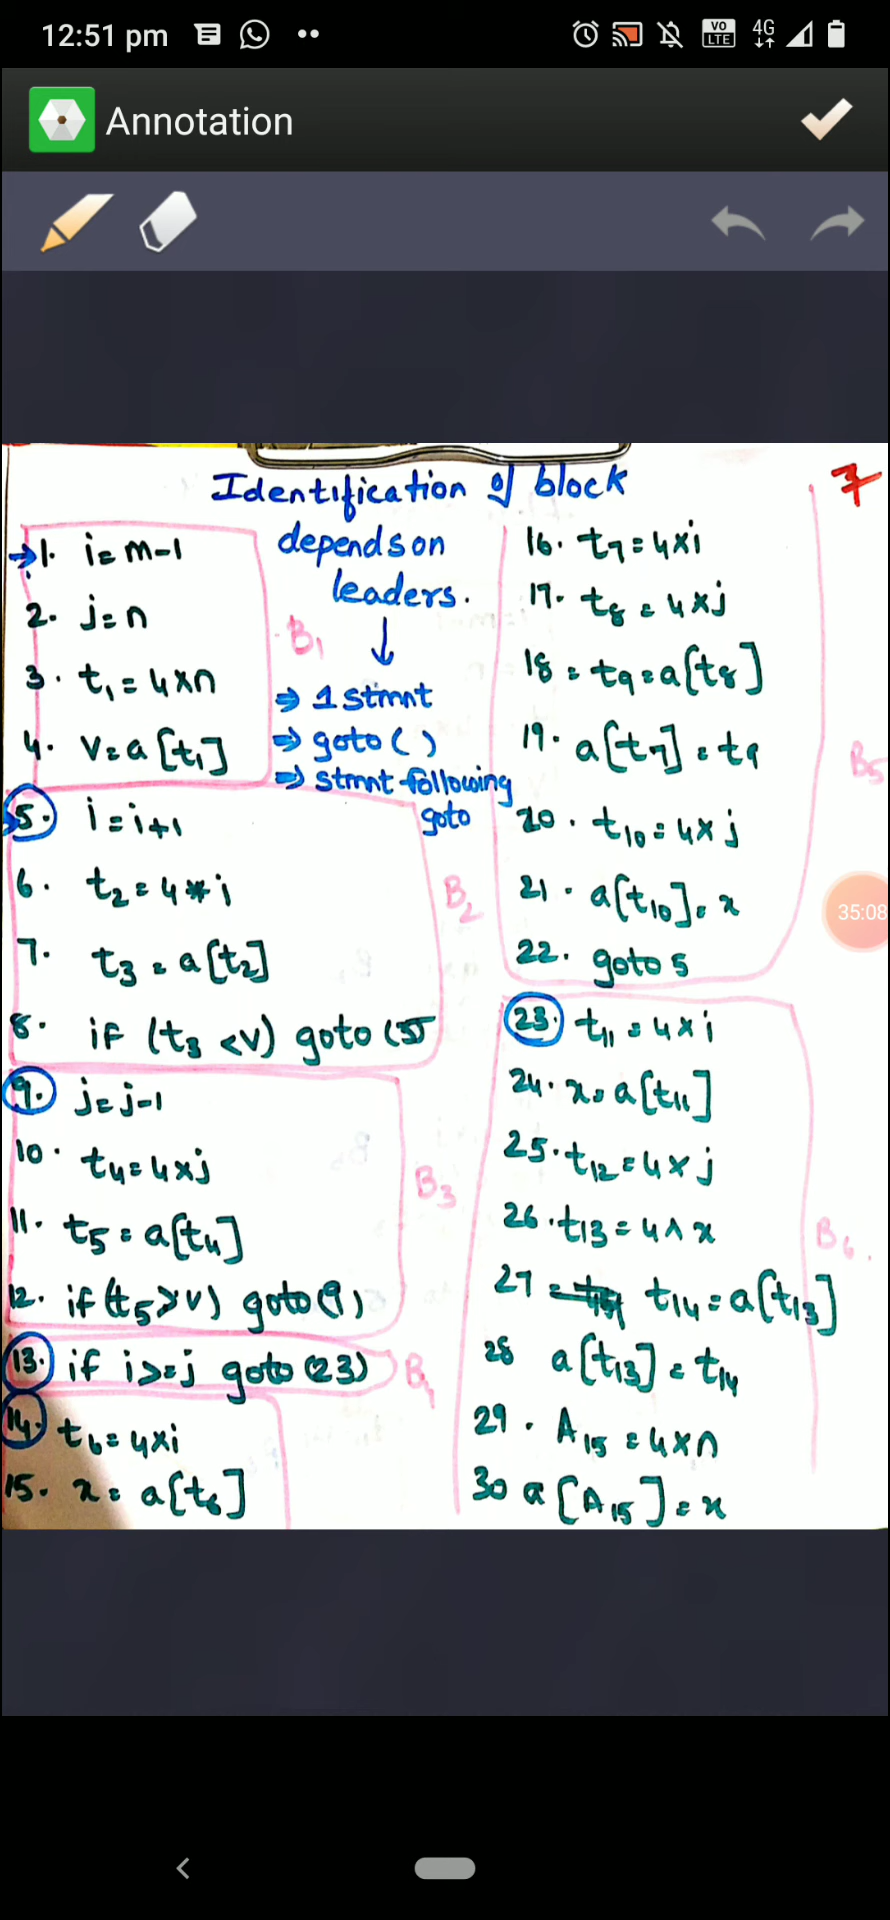 12:51 pm
VO LTE 4G
Annotation
Identification of block
depends on
leaders.
→ 1 stmnt
→ goto ( )
→ stmnt following
goto
7
→1. i = m-1
2. j = n
3. t₁ = 4xn
4. v = a[t₁]
B₁
5. i = i+1
6. t₂ = 4*i
7. t₃ = a[t₂]
8. if (t₃ <v) goto (5)
B₂
9. j = j-1
10. t₄ = 4xj
11. t₅ = a[t₄]
12. if (t₅>v) goto (9)
B₃
13. if i>=j goto (23)
B₄
14. t₆ = 4xi
15. x = a[t₆]
16. t₇ = 4xi
17. t₈ = 4xj
18 = t₉ = a[t₈]
19. a[t₇] = t₉
20. t₁₀ = 4xj
21. a[t₁₀] = x
22. goto 5
B₅
35:08
23. t₁₁ = 4xi
24. x = a[t₁₁]
25. t₁₂ = 4xj
26. t₁₃ = 4^x
27 = t₁₄ = a[t₁₃]
28 a[t₁₃] = t₁₄
29. A₁₅ = 4xn
30 a[A₁₅] = x
B₆.